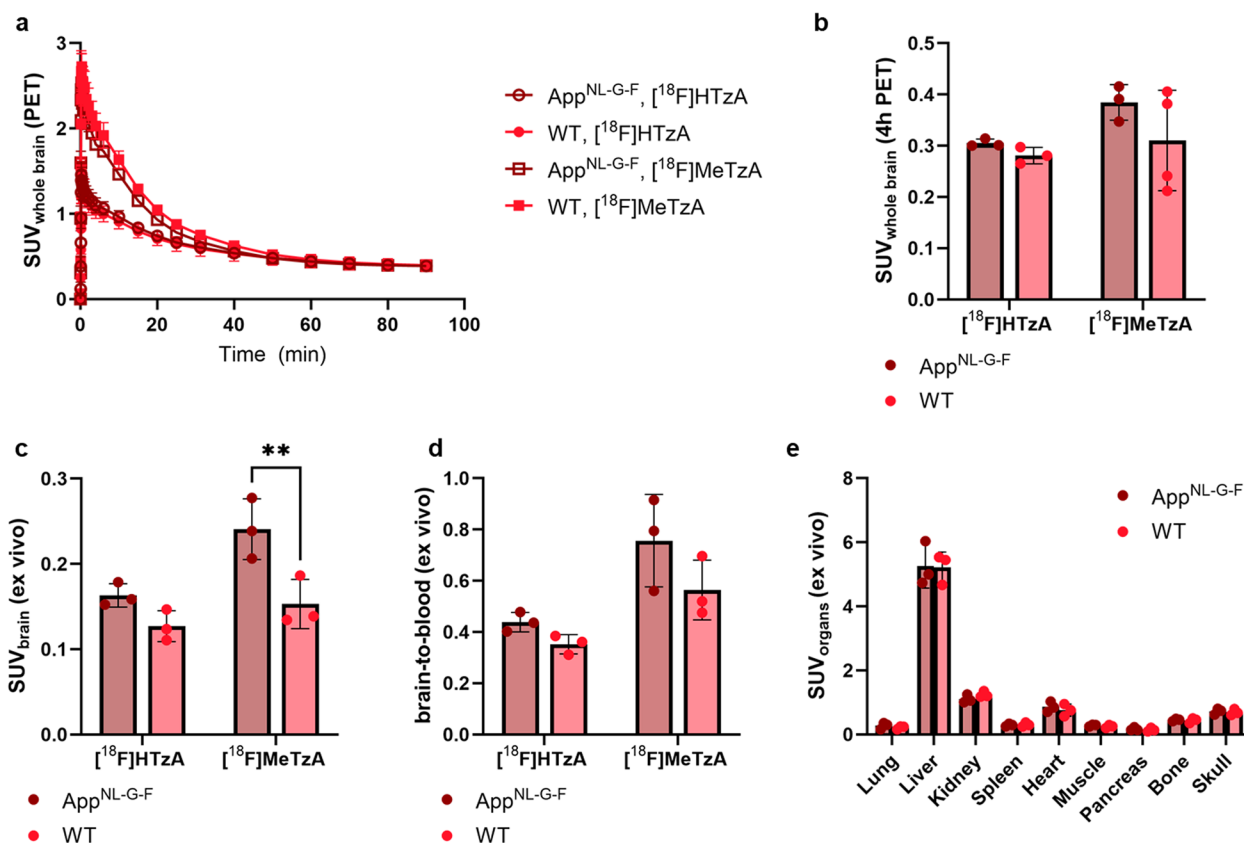 a
SUVwhole brain (PET)
3
2
1
0
0 20 40 60 80 100
Time (min)
AppNL-G-F, [18F]HTzA
WT, [18F]HTzA
AppNL-G-F, [18F]MeTzA
WT, [18F]MeTzA
b
SUVwhole brain (4h PET)
0.5
0.4
0.3
0.2
0.1
0.0
[18F]HTzA [18F]MeTzA
AppNL-G-F
WT
c
SUVbrain (ex vivo)
0.3
0.2
0.1
0.0
**
[18F]HTzA [18F]MeTzA
AppNL-G-F
WT
d
brain-to-blood (ex vivo)
1.0
0.8
0.6
0.4
0.2
0.0
[18F]HTzA [18F]MeTzA
AppNL-G-F
WT
e
SUVorgans (ex vivo)
8
6
4
2
0
AppNL-G-F
WT
Lung
Liver
Kidney
Spleen
Heart
Muscle
Pancreas
Bone
Skull